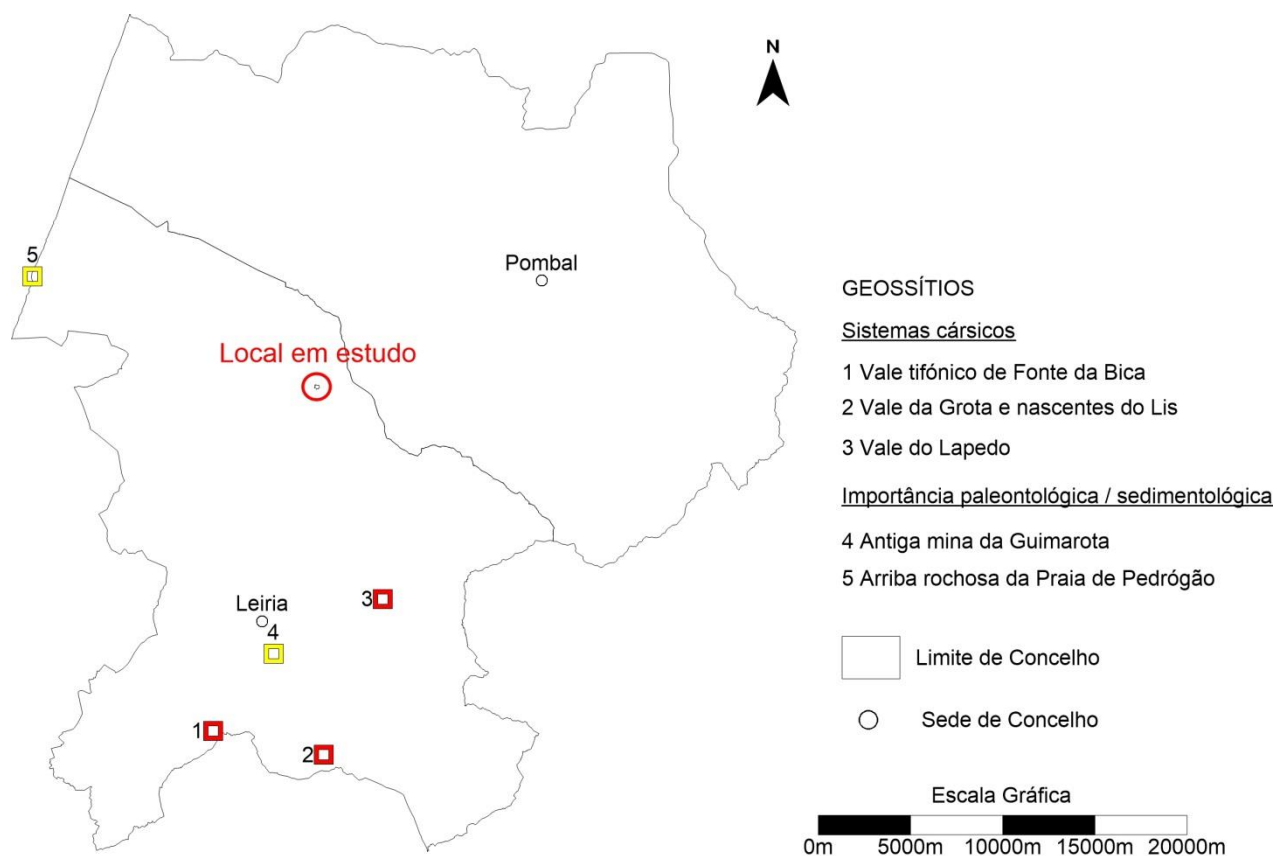 N
5
Pombal
Local em estudo
3
Leiria
4
1
2
GEOSSÍTIOS
Sistemas cársicos
1 Vale tifónico de Fonte da Bica
2 Vale da Grota e nascentes do Lis
3 Vale do Lapedo
Importância paleontológica / sedimentológica
4 Antiga mina da Guimarota
5 Arriba rochosa da Praia de Pedrógão
Limite de Concelho
Sede de Concelho
Escala Gráfica
0m 5000m 10000m 15000m 20000m